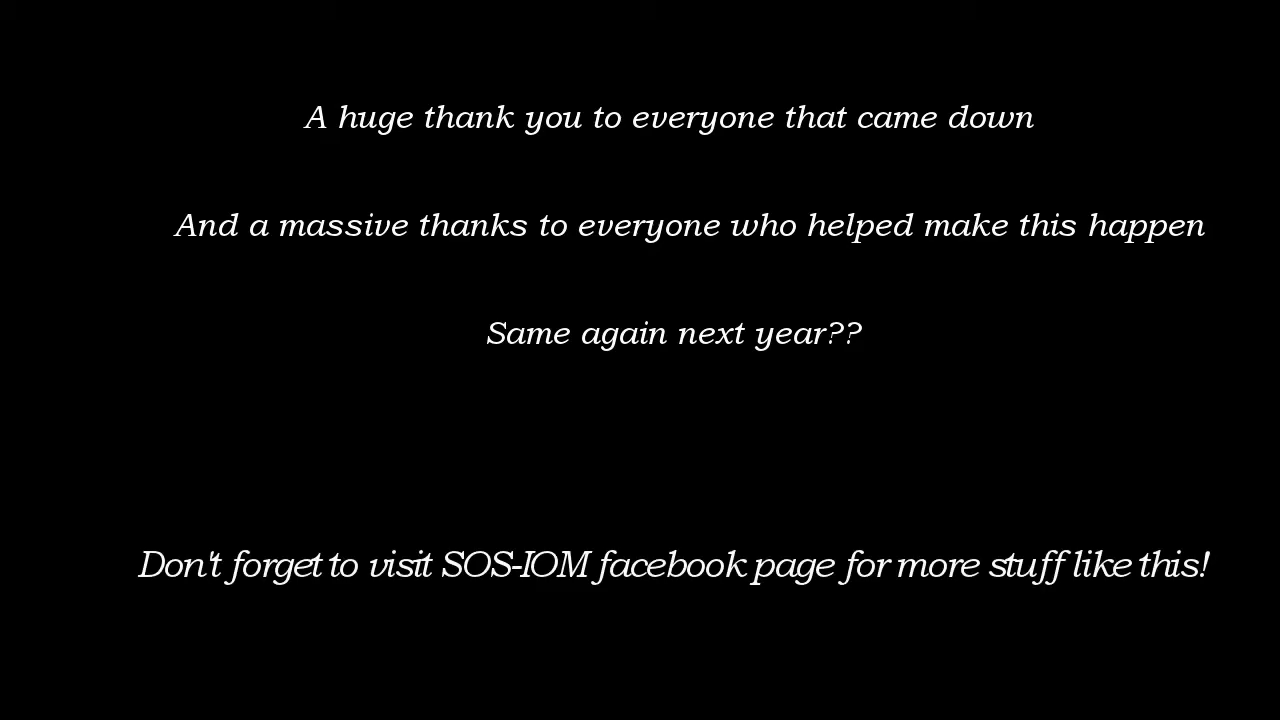 A huge thank you to everyone that came down
And a massive thanks to everyone who helped make this happen
Same again next year??
Don't forget to visit SOS-IOM facebook page for more stuff like this!